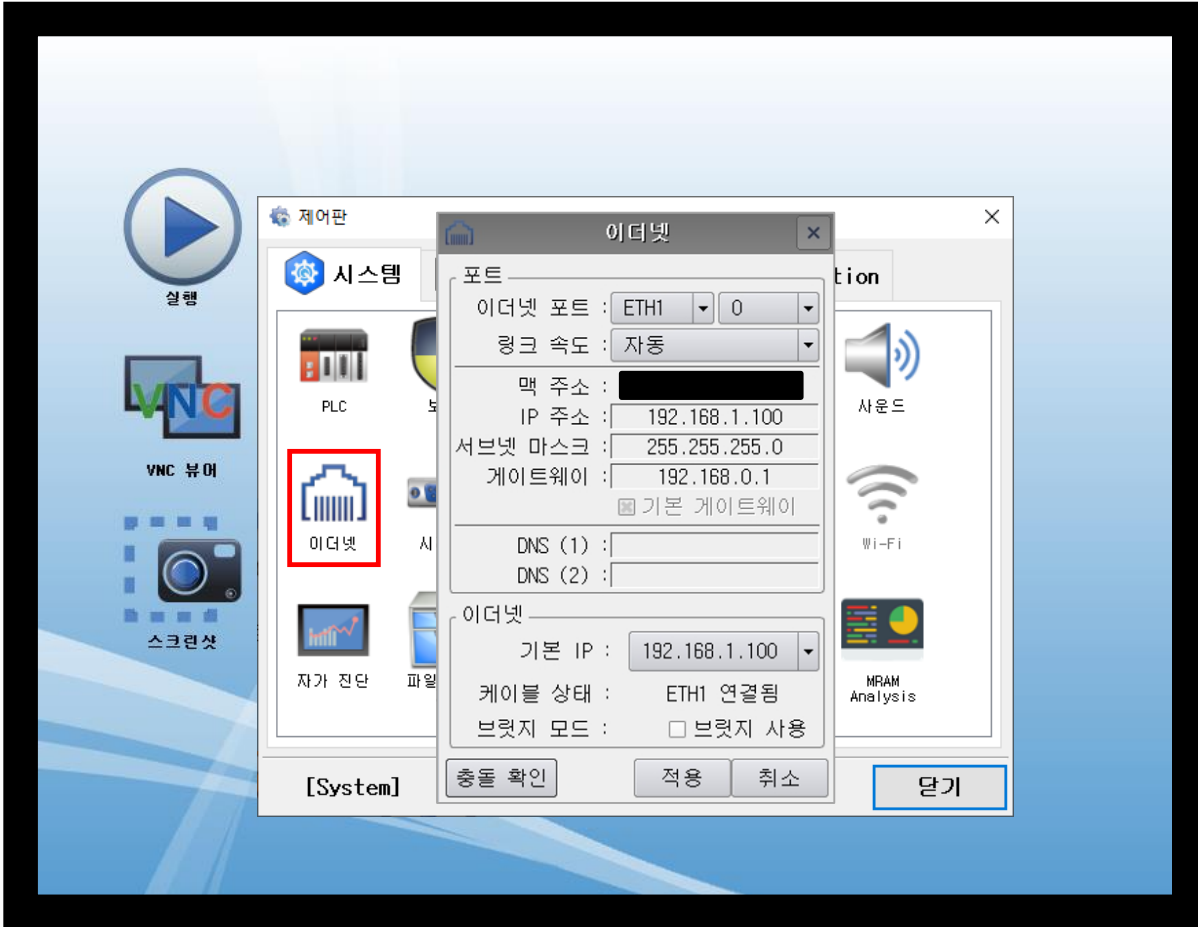 실행
VNC
VNC 뷰어
스크린샷
제어판
시스템
tion
PLC
사운드
이더넷
Wi-Fi
자가 진단
파일
MRAM
Analysis
[System]
닫기
이더넷
포트
이더넷 포트 : ETH1 0
링크 속도 : 자동
맥 주소 :
IP 주소 : 192.168.1.100
서브넷 마스크 : 255.255.255.0
게이트웨이 : 192.168.0.1
기본 게이트웨이
DNS (1) :
DNS (2) :
이더넷
기본 IP : 192.168.1.100
케이블 상태 : ETH1 연결됨
브릿지 모드 : 브릿지 사용
충돌 확인 적용 취소